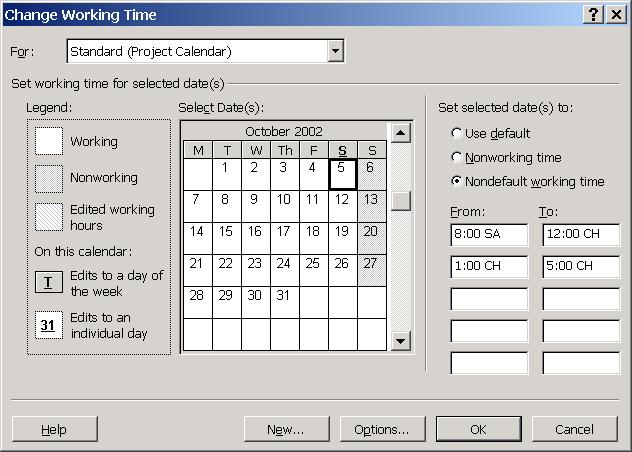 Change Working Time
For: Standard (Project Calendar)
Set working time for selected date(s)
Legend:
Working
Nonworking
Edited working
hours
On this calendar:
T Edits to a day of
the week
31 Edits to an
individual day
Select Date(s):
October 2002
M T W Th F S S
1 2 3 4 5 6
7 8 9 10 11 12 13
14 15 16 17 18 19 20
21 22 23 24 25 26 27
28 29 30 31
Set selected date(s) to:
Use default
Nonworking time
Nondefault working time
From: To:
8:00 SA 12:00 CH
1:00 CH 5:00 CH
Help New... Options... OK Cancel